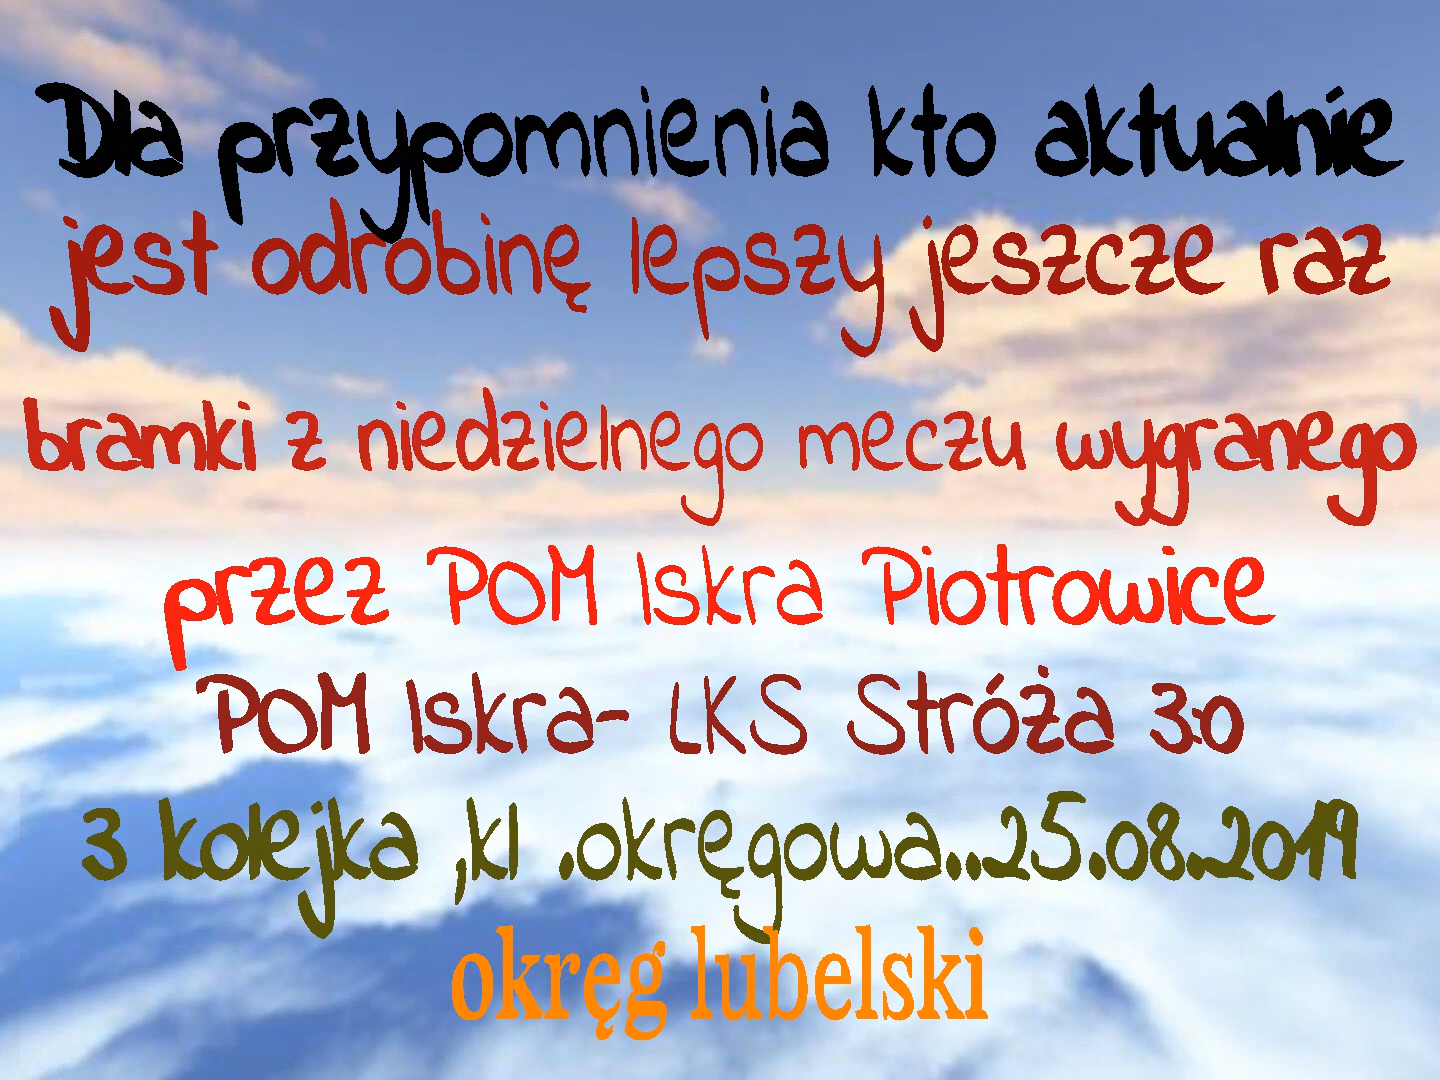 Dla przypomnienia kto aktualnie
jest odrobinę lepszy jeszcze raz
bramki z niedzielnego meczu wygranego
przez POM Iskra Piotrowice
POM Iskra- LKS Stróża 3:0
3 kolejka ,kl .okręgowa..25.08.2019
okręg lubelski